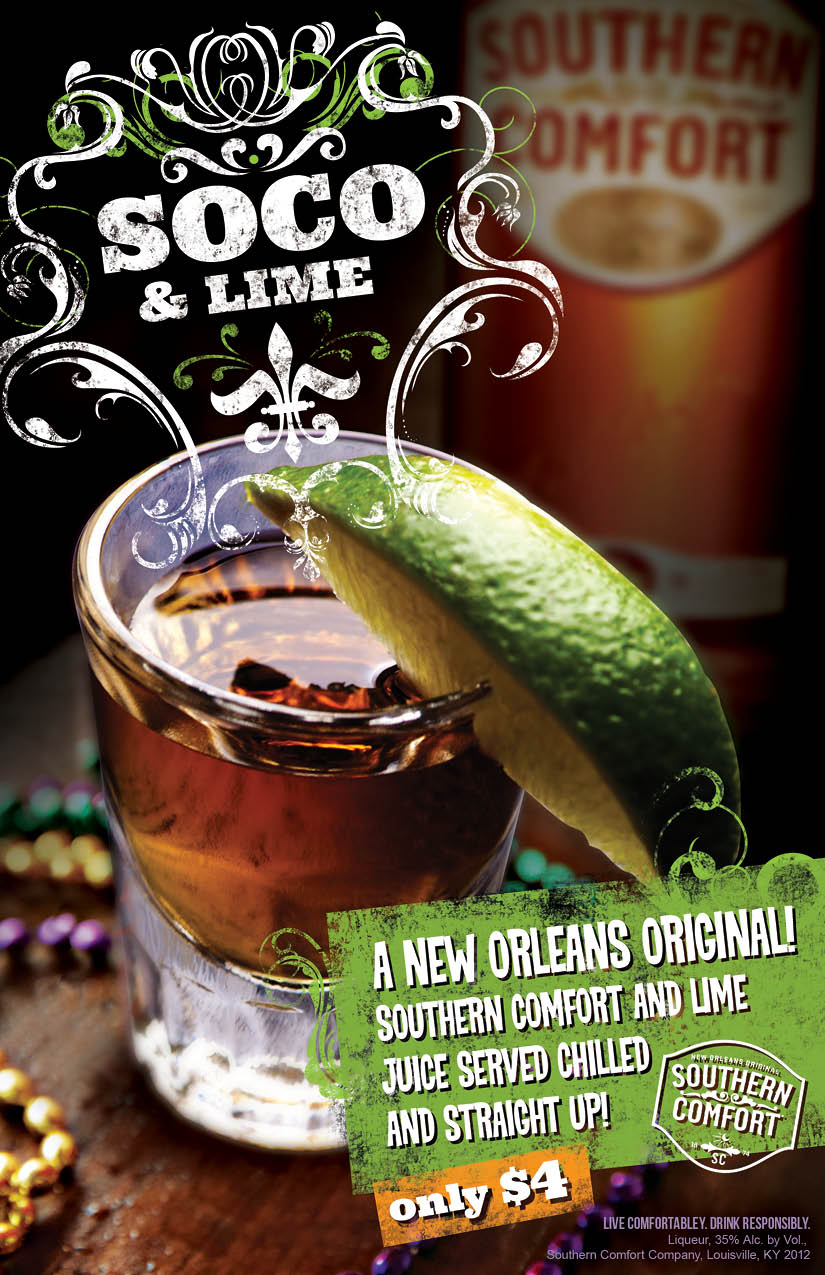 SOUTHERN
COMFORT
SOCO
& LIME
A NEW ORLEANS ORIGINAL!
SOUTHERN COMFORT AND LIME
JUICE SERVED CHILLED
AND STRAIGHT UP!
NEW ORLEANS ORIGINAL
SOUTHERN
COMFORT
18 74
SC
only $4
LIVE COMFORTABLEY. DRINK RESPONSIBLY.
Liqueur, 35% Alc. by Vol.,
Southern Comfort Company, Louisville, KY 2012